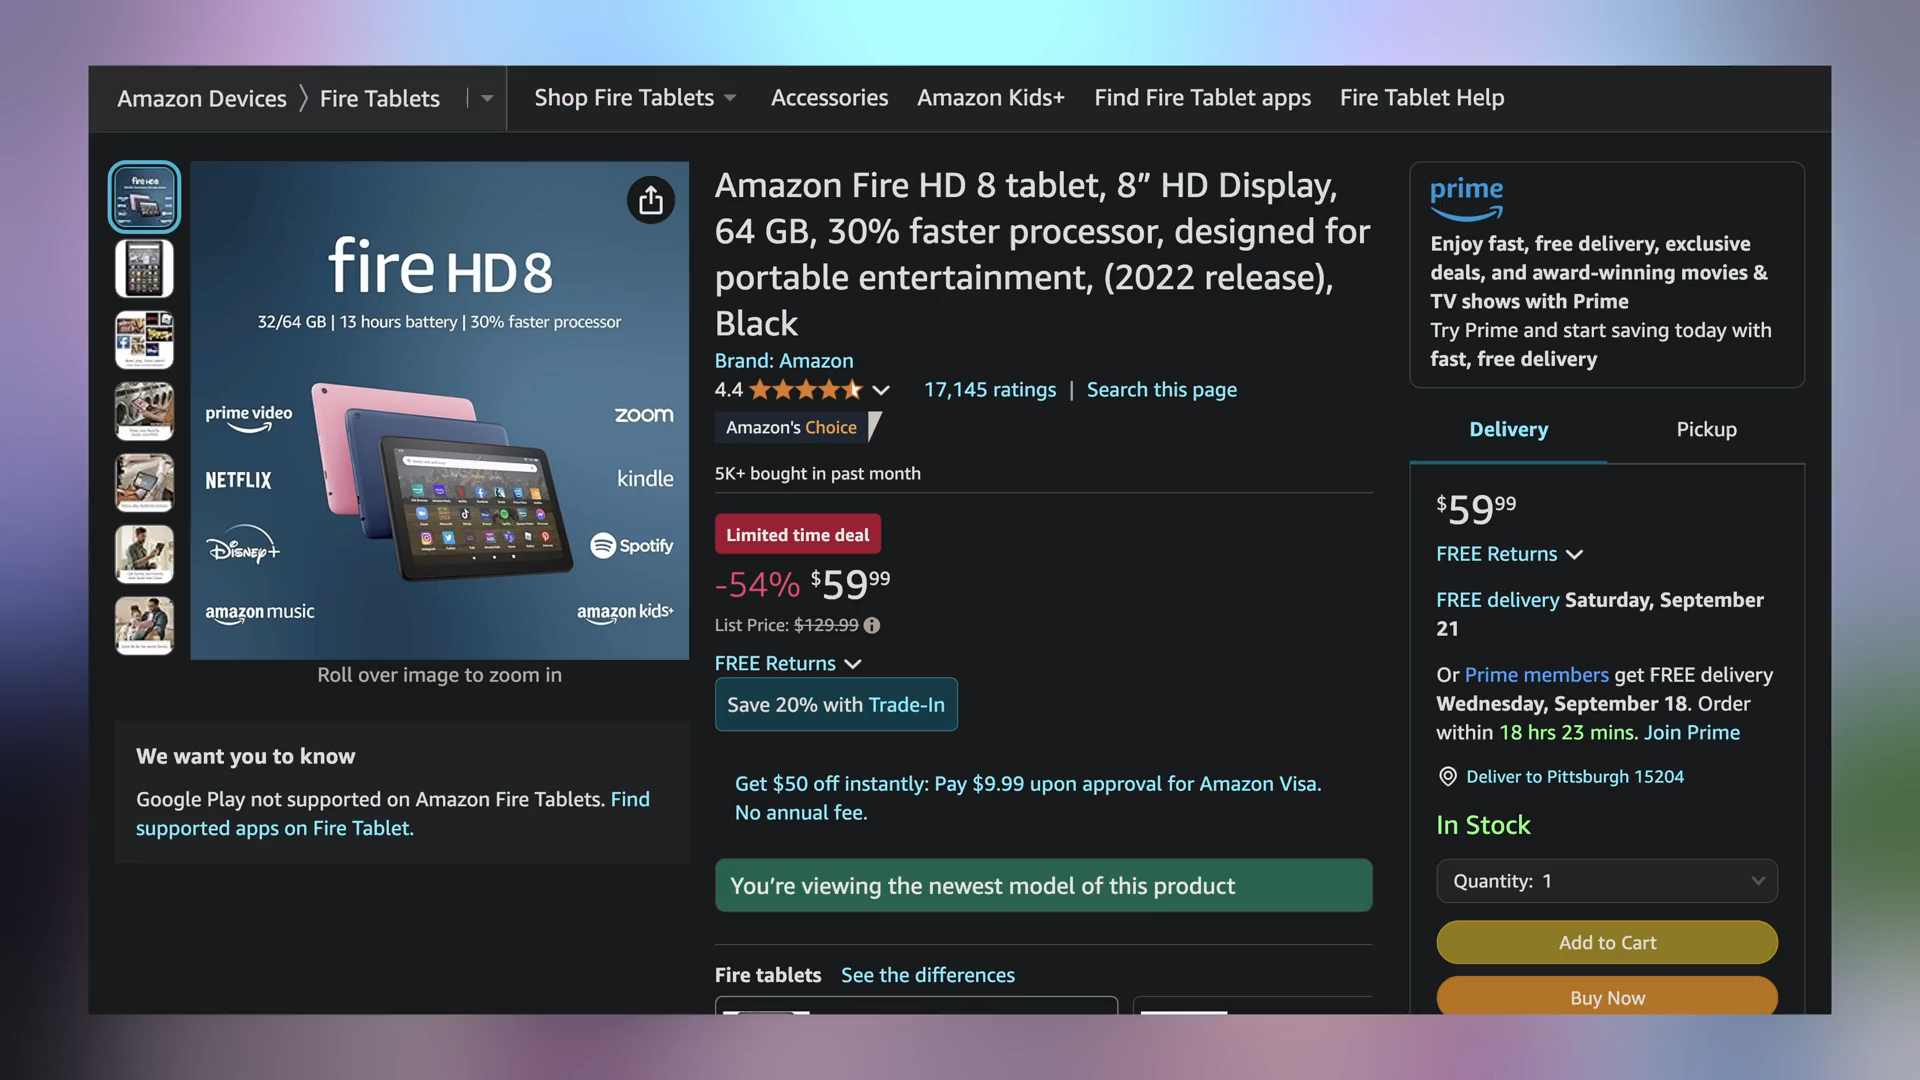 Amazon Devices 〉 Fire Tablets
Shop Fire Tablets
Accessories
Amazon Kids+
Find Fire Tablet apps
Fire Tablet Help
fire HD 8
32/64 GB | 13 hours battery | 30% faster processor
prime video
NETFLIX
Disney+
amazon music
zoom
kindle
Spotify
amazon kids+
Roll over image to zoom in
We want you to know
Google Play not supported on Amazon Fire Tablets. Find
supported apps on Fire Tablet.
Amazon Fire HD 8 tablet, 8” HD Display,
64 GB, 30% faster processor, designed for
portable entertainment, (2022 release),
Black
Brand: Amazon
4.4
17,145 ratings | Search this page
Amazon's Choice
5K+ bought in past month
Limited time deal
-54% $59 99
List Price: $129.99
FREE Returns
Save 20% with Trade-In
Get $50 off instantly: Pay $9.99 upon approval for Amazon Visa.
No annual fee.
You’re viewing the newest model of this product
Fire tablets See the differences
prime
Enjoy fast, free delivery, exclusive
deals, and award-winning movies &
TV shows with Prime
Try Prime and start saving today with
fast, free delivery
Delivery
Pickup
$59 99
FREE Returns
FREE delivery Saturday, September
21
Or Prime members get FREE delivery
Wednesday, September 18. Order
within 18 hrs 23 mins. Join Prime
Deliver to Pittsburgh 15204
In Stock
Quantity: 1
Add to Cart
Buy Now